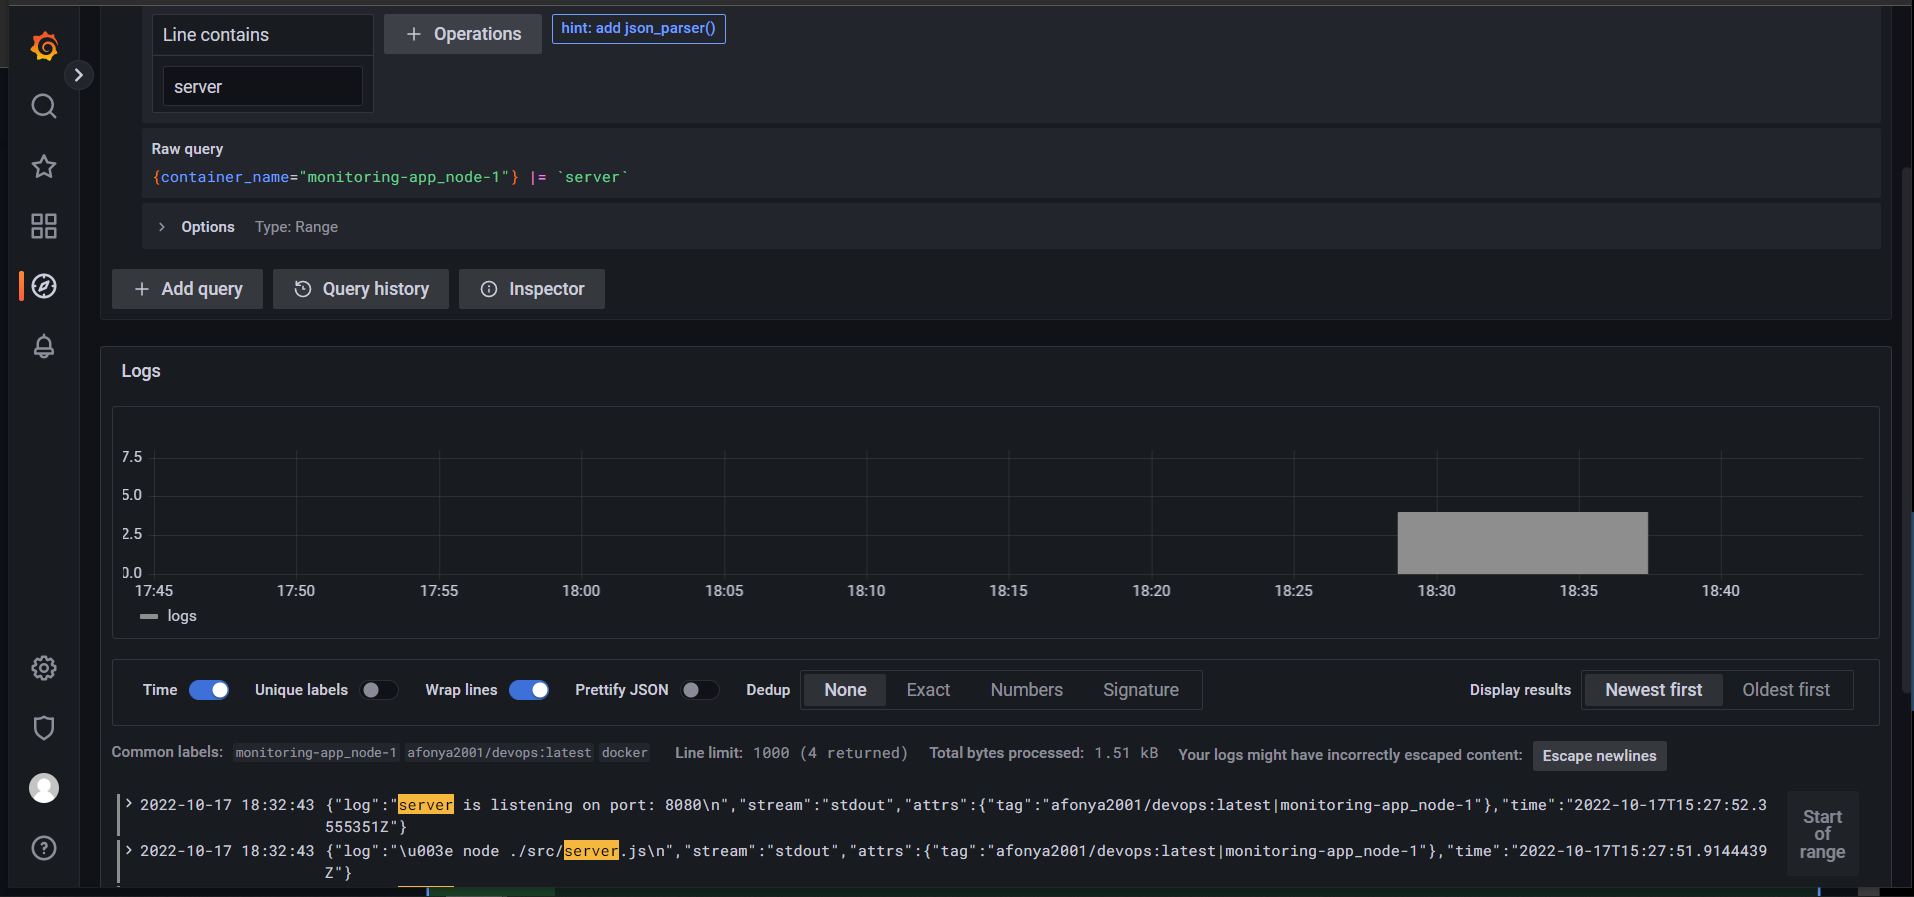 Line contains
+ Operations
hint: add json_parser()
server
Raw query
{container_name="monitoring-app_node-1"} |= `server`
Options Type: Range
+ Add query
Query history
Inspector
Logs
7.5
5.0
2.5
0.0
17:45 17:50 17:55 18:00 18:05 18:10 18:15 18:20 18:25 18:30 18:35 18:40
logs
Time Unique labels Wrap lines Prettify JSON Dedup None Exact Numbers Signature Display results Newest first Oldest first
Common labels: monitoring-app_node-1 afonya2001/devops:latest docker Line limit: 1000 (4 returned) Total bytes processed: 1.51 kB Your logs might have incorrectly escaped content: Escape newlines
2022-10-17 18:32:43 {"log":"server is listening on port: 8080\n","stream":"stdout","attrs":{"tag":"afonya2001/devops:latest|monitoring-app_node-1"},"time":"2022-10-17T15:27:52.3
555351Z"}
2022-10-17 18:32:43 {"log":"\u003e node ./src/server.js\n","stream":"stdout","attrs":{"tag":"afonya2001/devops:latest|monitoring-app_node-1"},"time":"2022-10-17T15:27:51.9144439
Z"}
Start
of
range